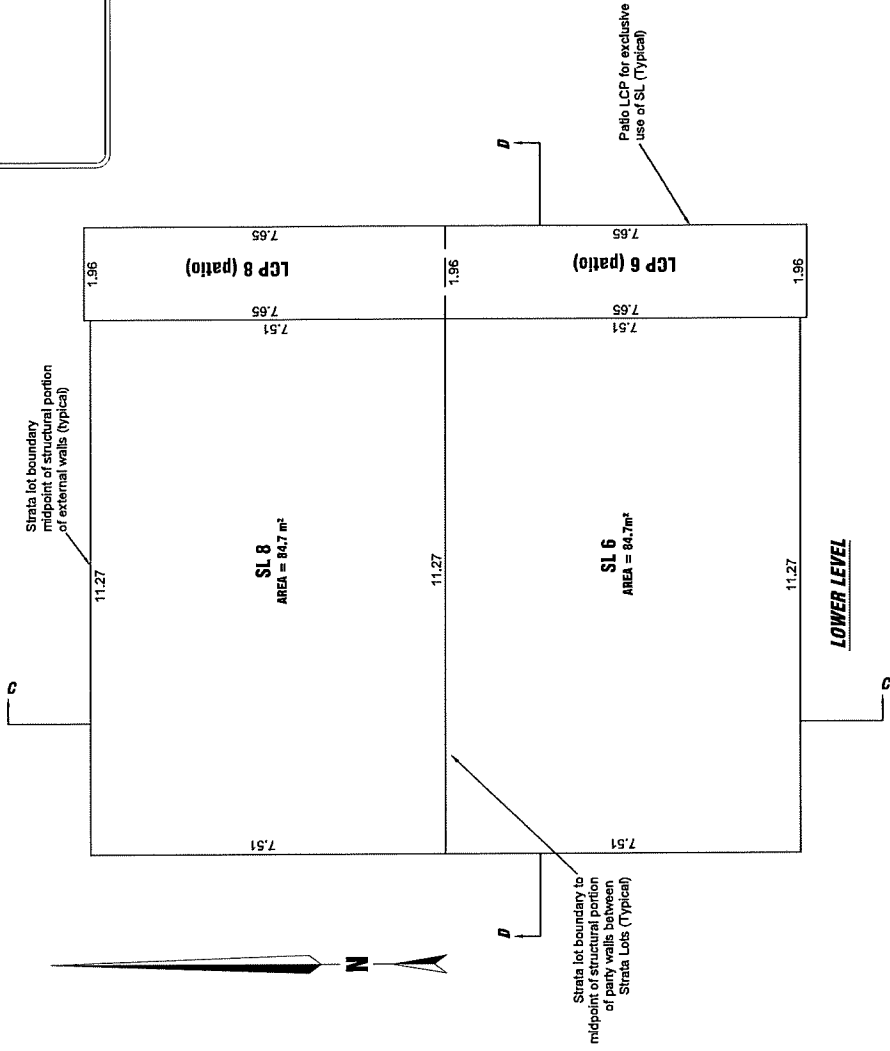 C
Strata lot boundary
midpoint of structural portion
of external walls (typical)
11.27
1.96
7.51
7.51
7.65
7.65
SL 8
AREA = 84.7 m²
LCP 8 (patio)
D
Patio LCP for exclusive
use of SL (Typical)
11.27
1.96
7.51
7.51
7.65
7.65
SL 6
AREA = 84.7m²
LCP 6 (patio)
11.27
1.96
D
Strata lot boundary to
midpoint of structural portion
of party walls between
Strata Lots (Typical)
N
C
LOWER LEVEL